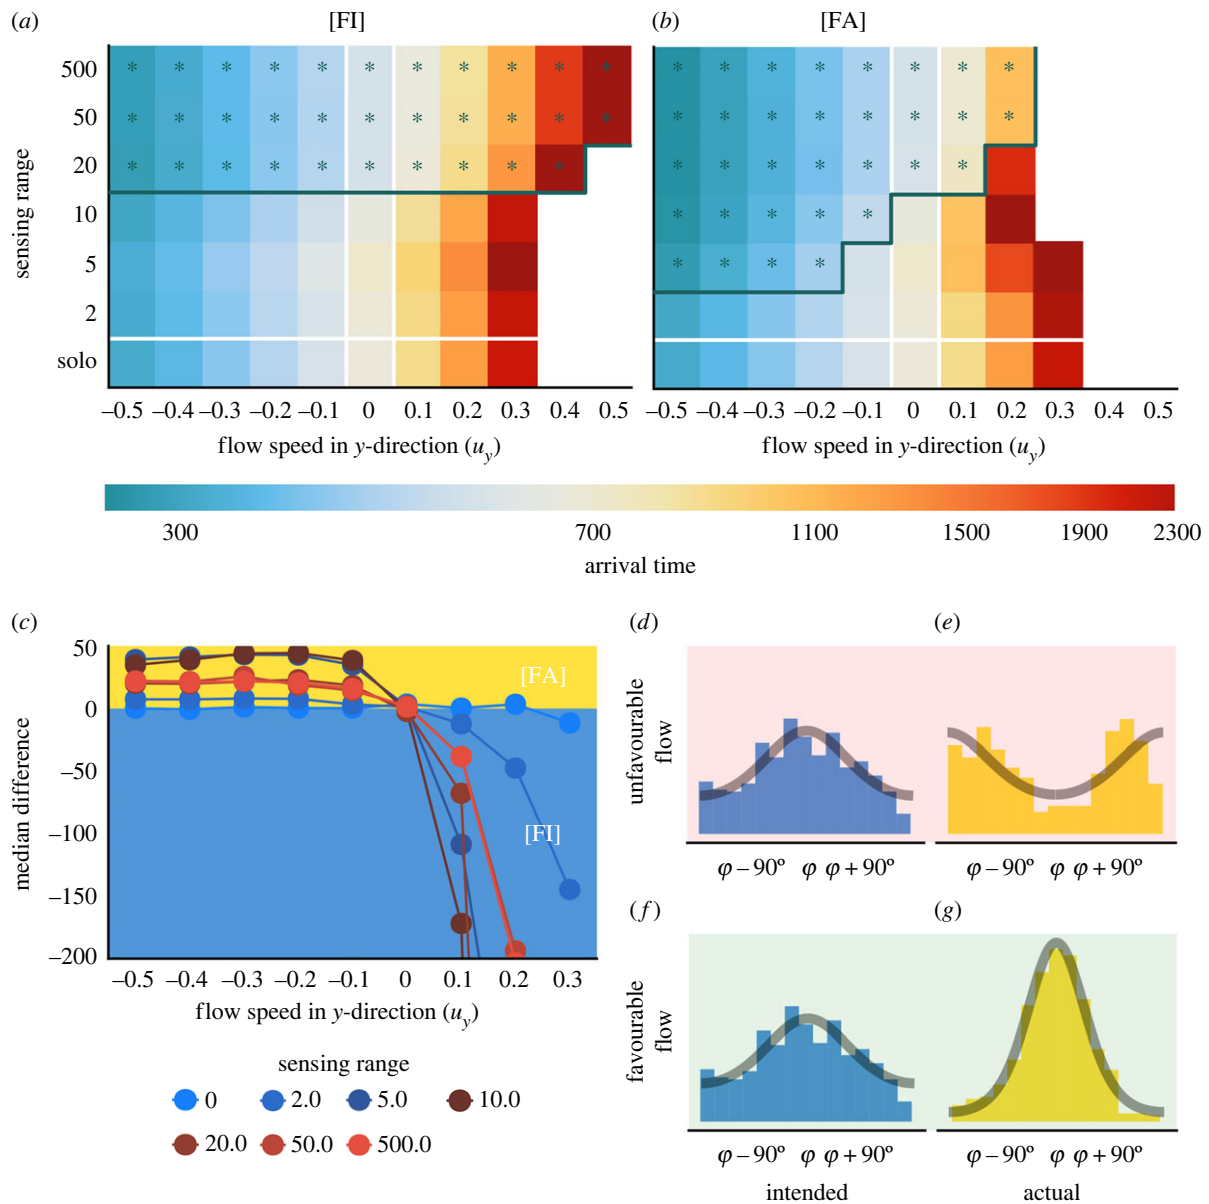 (a) [FI] (b) [FA]
500
50
20
10
5
2
solo
sensing range
–0.5 –0.4 –0.3 –0.2 –0.1 0 0.1 0.2 0.3 0.4 0.5
flow speed in y-direction (u_y)
–0.5 –0.4 –0.3 –0.2 –0.1 0 0.1 0.2 0.3 0.4 0.5
flow speed in y-direction (u_y)
300 700 1100 1500 1900 2300
arrival time
(c)
50
0
–50
–100
–150
–200
median difference
[FA]
[FI]
–0.5 –0.4 –0.3 –0.2 –0.1 0 0.1 0.2 0.3
flow speed in y-direction (u_y)
sensing range
0 2.0 5.0 10.0
20.0 50.0 500.0
(d) (e)
unfavourable
flow
φ – 90° φ φ + 90° φ – 90° φ φ + 90°
(f) (g)
favourable
flow
φ – 90° φ φ + 90° φ – 90° φ φ + 90°
intended actual